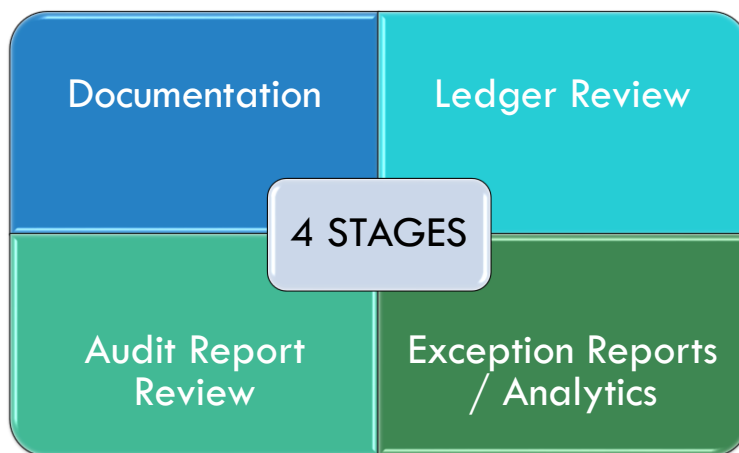 Documentation
Ledger Review
4 STAGES
Audit Report
Review
Exception Reports
/ Analytics